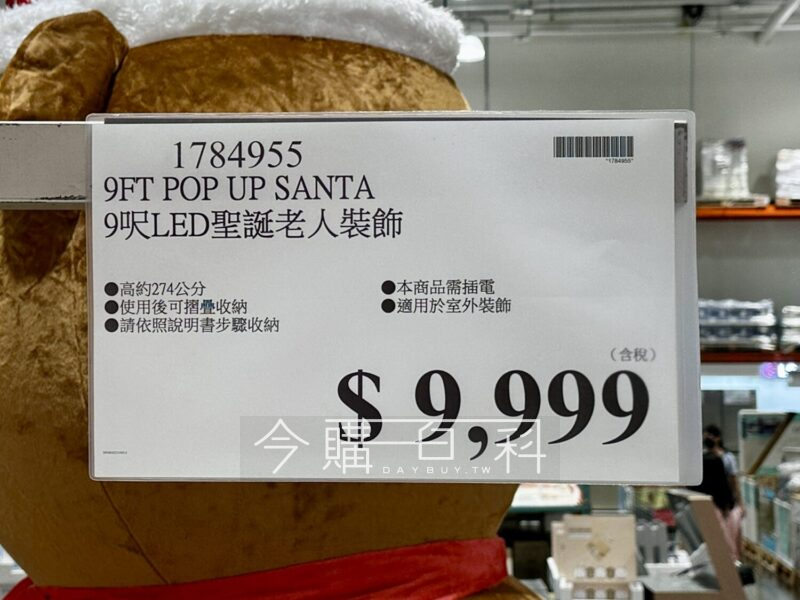 1784955
"1784955"
9FT POP UP SANTA
9呎LED聖誕老人裝飾
●高約274公分
●使用後可摺疊收納
●請依照說明書步驟收納
●本商品需插電
●適用於室外裝飾
（含稅）
$ 9,999
今購百科
DAYBUY.TW